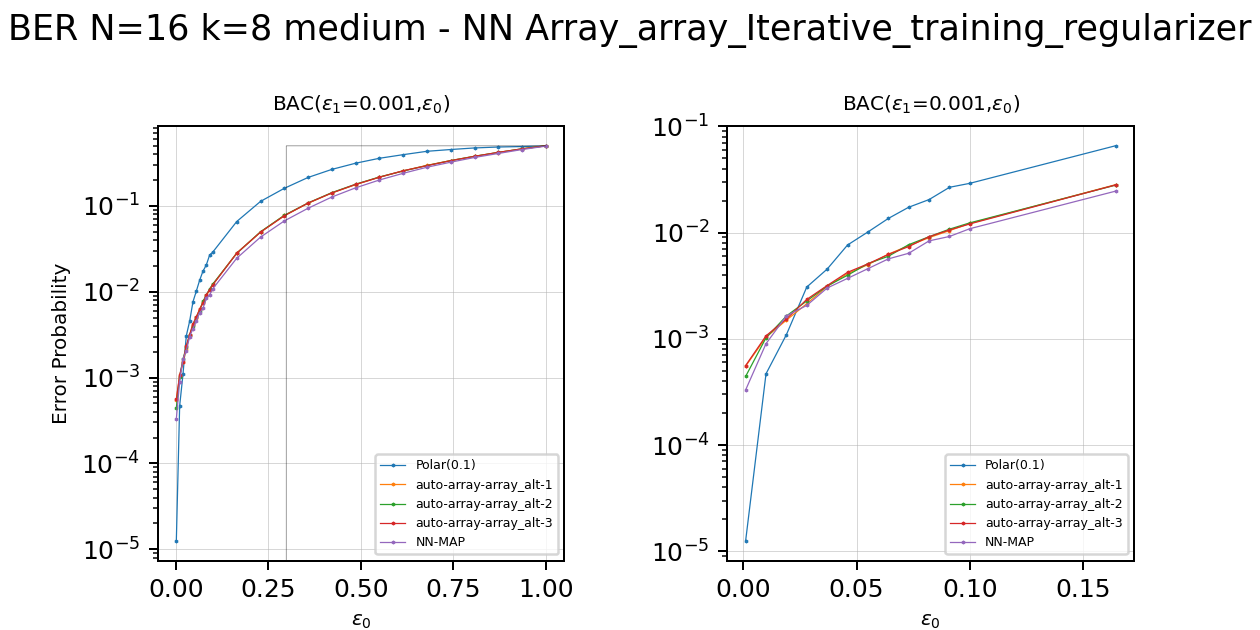 BER N=16 k=8 medium - NN Array_array_Iterative_training_regularizer
BAC(ε₁=0.001,ε₀)
Error Probability
10⁻¹
10⁻²
10⁻³
10⁻⁴
10⁻⁵
0.00 0.25 0.50 0.75 1.00
ε₀
Polar(0.1)
auto-array-array_alt-1
auto-array-array_alt-2
auto-array-array_alt-3
NN-MAP
BAC(ε₁=0.001,ε₀)
10⁻¹
10⁻²
10⁻³
10⁻⁴
10⁻⁵
0.00 0.05 0.10 0.15
ε₀
Polar(0.1)
auto-array-array_alt-1
auto-array-array_alt-2
auto-array-array_alt-3
NN-MAP